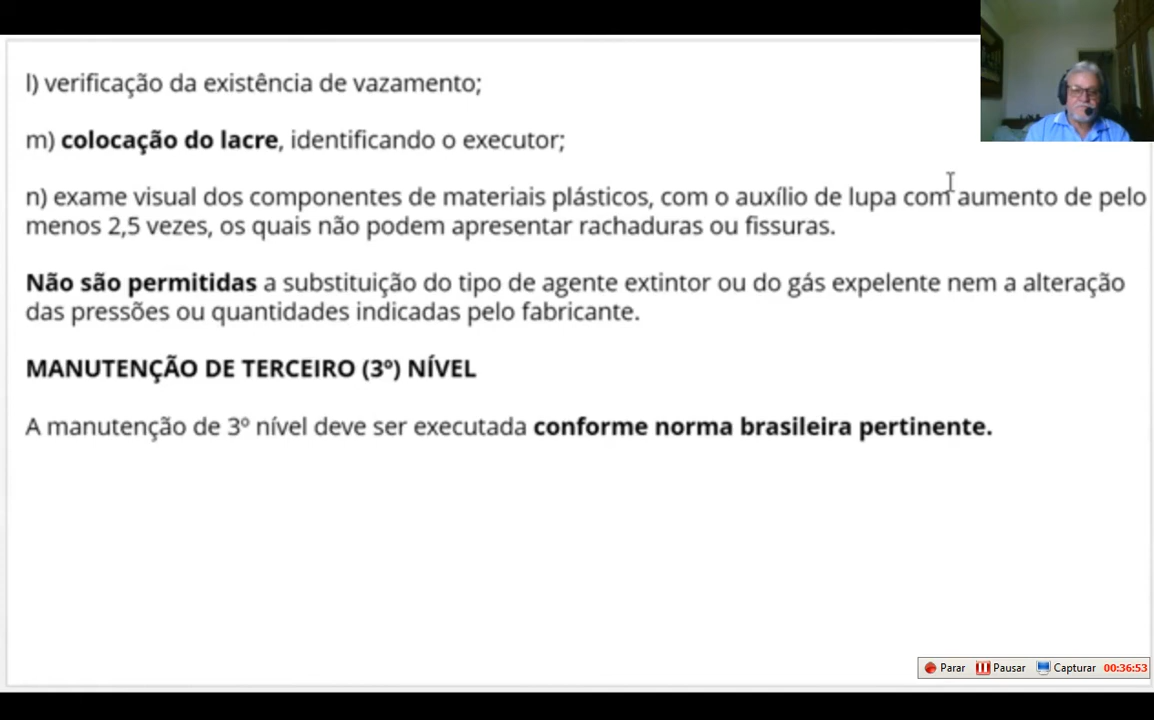 l) verificação da existência de vazamento;
m) colocação do lacre, identificando o executor;
n) exame visual dos componentes de materiais plásticos, com o auxílio de lupa com aumento de pelo
menos 2,5 vezes, os quais não podem apresentar rachaduras ou fissuras.
Não são permitidas a substituição do tipo de agente extintor ou do gás expelente nem a alteração
das pressões ou quantidades indicadas pelo fabricante.
MANUTENÇÃO DE TERCEIRO (3º) NÍVEL
A manutenção de 3º nível deve ser executada conforme norma brasileira pertinente.
Parar Pausar Capturar 00:36:53